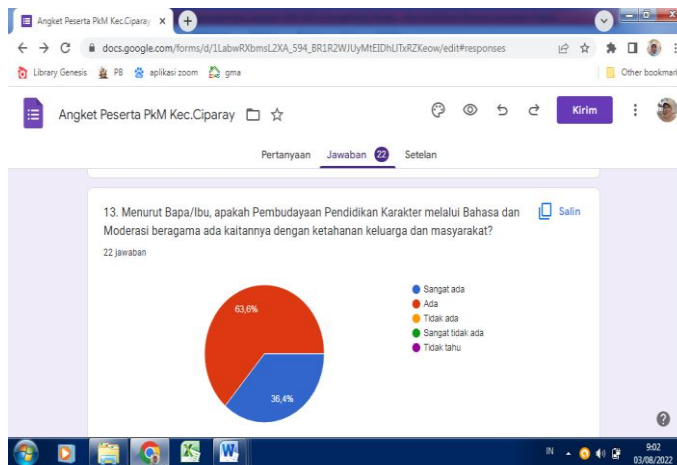 Angket Peserta PkM Kec.Ciparay
docs.google.com/forms/d/1LabwRXbmsL2XA_594_BR1R2WJUyMtEIDhLITxRZKeow/edit#responses
Library Genesis PB aplikasi zoom gma Other bookmark
Angket Peserta PkM Kec.Ciparay Kirim
Pertanyaan Jawaban 22 Setelan
13. Menurut Bapa/Ibu, apakah Pembudayaan Pendidikan Karakter melalui Bahasa dan
Moderasi beragama ada kaitannya dengan ketahanan keluarga dan masyarakat?
Salin
22 jawaban
63,6%
36,4%
Sangat ada
Ada
Tidak ada
Sangat tidak ada
Tidak tahu
IN 9:02
03/08/2022